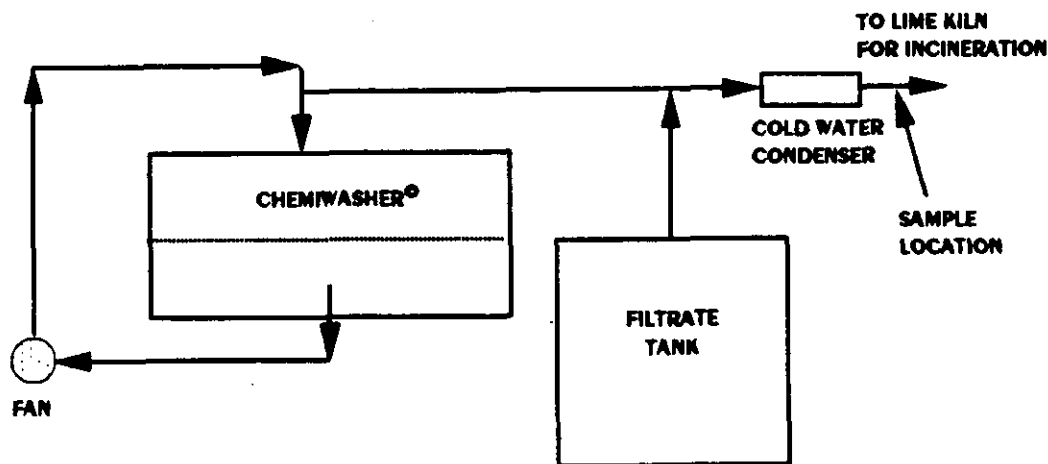 TO LIME KILN
FOR INCINERATION
COLD WATER
CONDENSER
CHEMIWASHER®
SAMPLE
LOCATION
FILTRATE
TANK
FAN